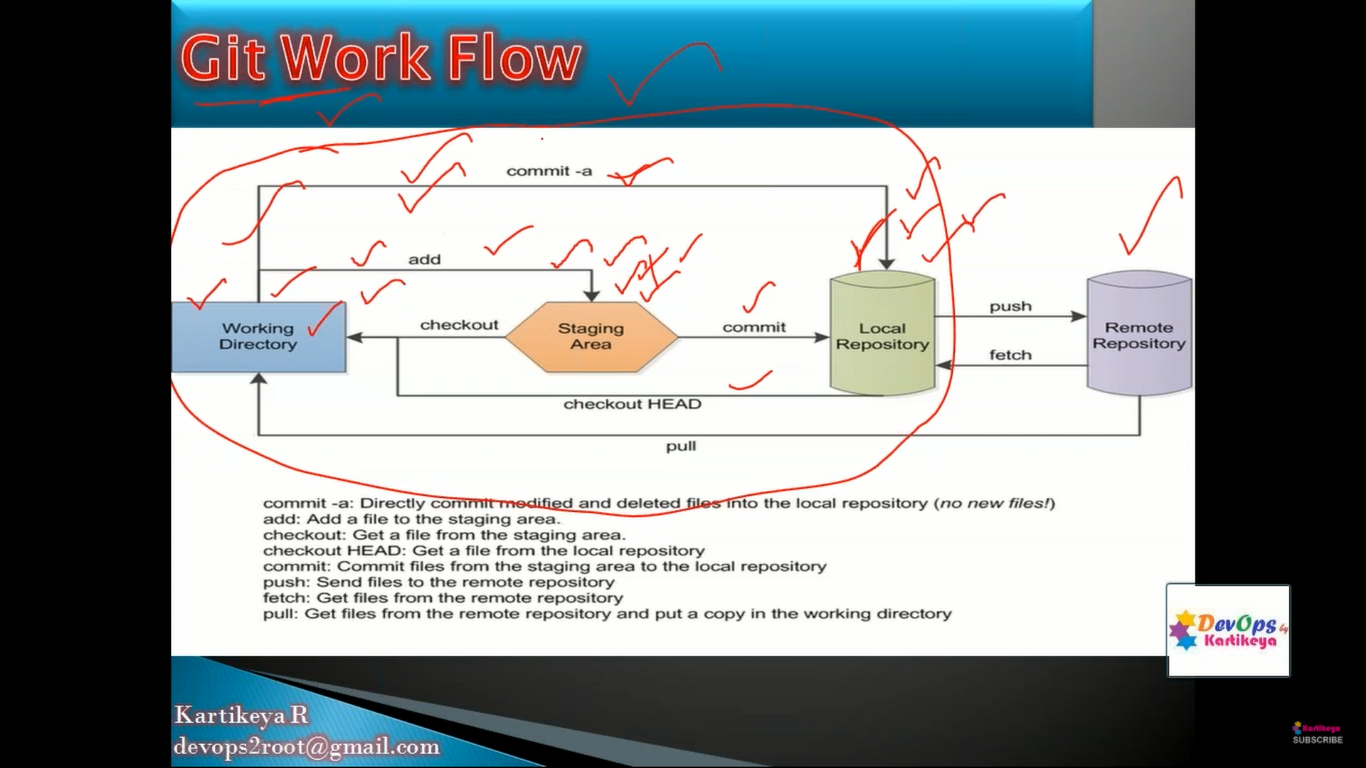 Git Work Flow
commit -a
add
checkout
commit
Working
Directory
Staging
Area
Local
Repository
push
fetch
Remote
Repository
checkout HEAD
pull
commit -a: Directly commit modified and deleted files into the local repository (no new files!)
add: Add a file to the staging area.
checkout: Get a file from the staging area.
checkout HEAD: Get a file from the local repository
commit: Commit files from the staging area to the local repository
push: Send files to the remote repository
fetch: Get files from the remote repository
pull: Get files from the remote repository and put a copy in the working directory
DevOps by
Kartikeya
Kartikeya R
devops2root@gmail.com
Kartikeya
SUBSCRIBE